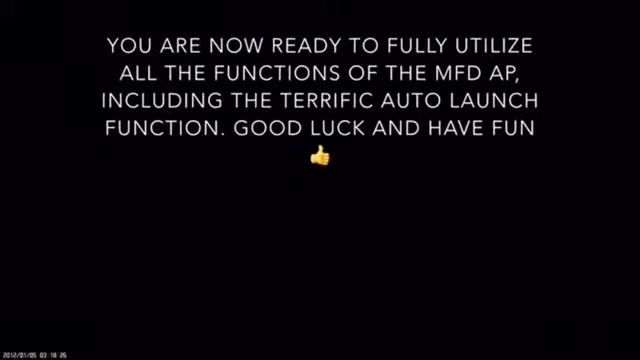 YOU ARE NOW READY TO FULLY UTILIZE
ALL THE FUNCTIONS OF THE MFD AP,
INCLUDING THE TERRIFIC AUTO LAUNCH
FUNCTION. GOOD LUCK AND HAVE FUN
👍
2012/01/05 03:18:25